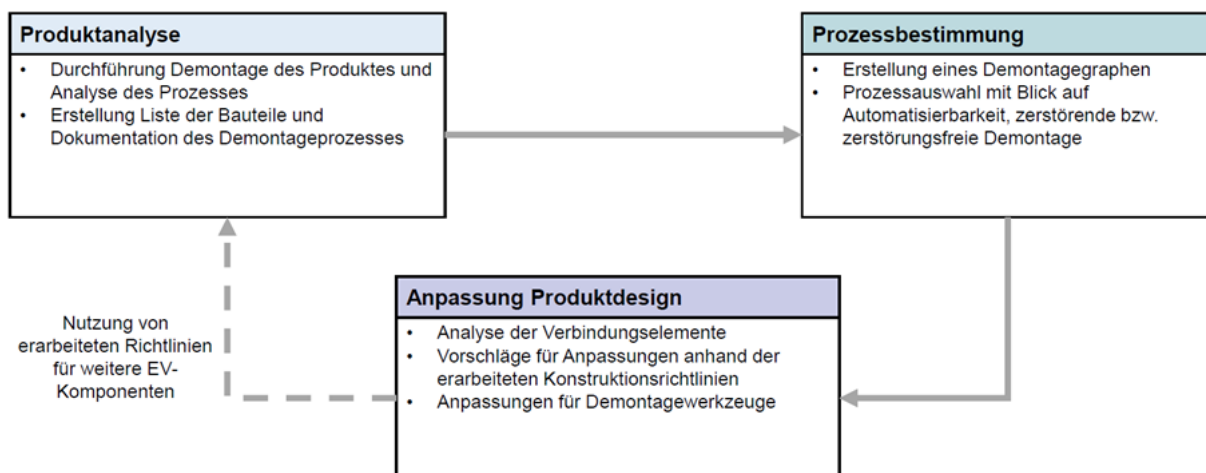 Produktanalyse
• Durchführung Demontage des Produktes und
Analyse des Prozesses
• Erstellung Liste der Bauteile und
Dokumentation des Demontageprozesses
Prozessbestimmung
• Erstellung eines Demontagegraphen
• Prozessauswahl mit Blick auf
Automatisierbarkeit, zerstörende bzw.
zerstörungsfreie Demontage
Anpassung Produktdesign
• Analyse der Verbindungselemente
• Vorschläge für Anpassungen anhand der
erarbeiteten Konstruktionsrichtlinien
• Anpassungen für Demontagewerkzeuge
Nutzung von
erarbeiteten Richtlinien
für weitere EV-
Komponenten